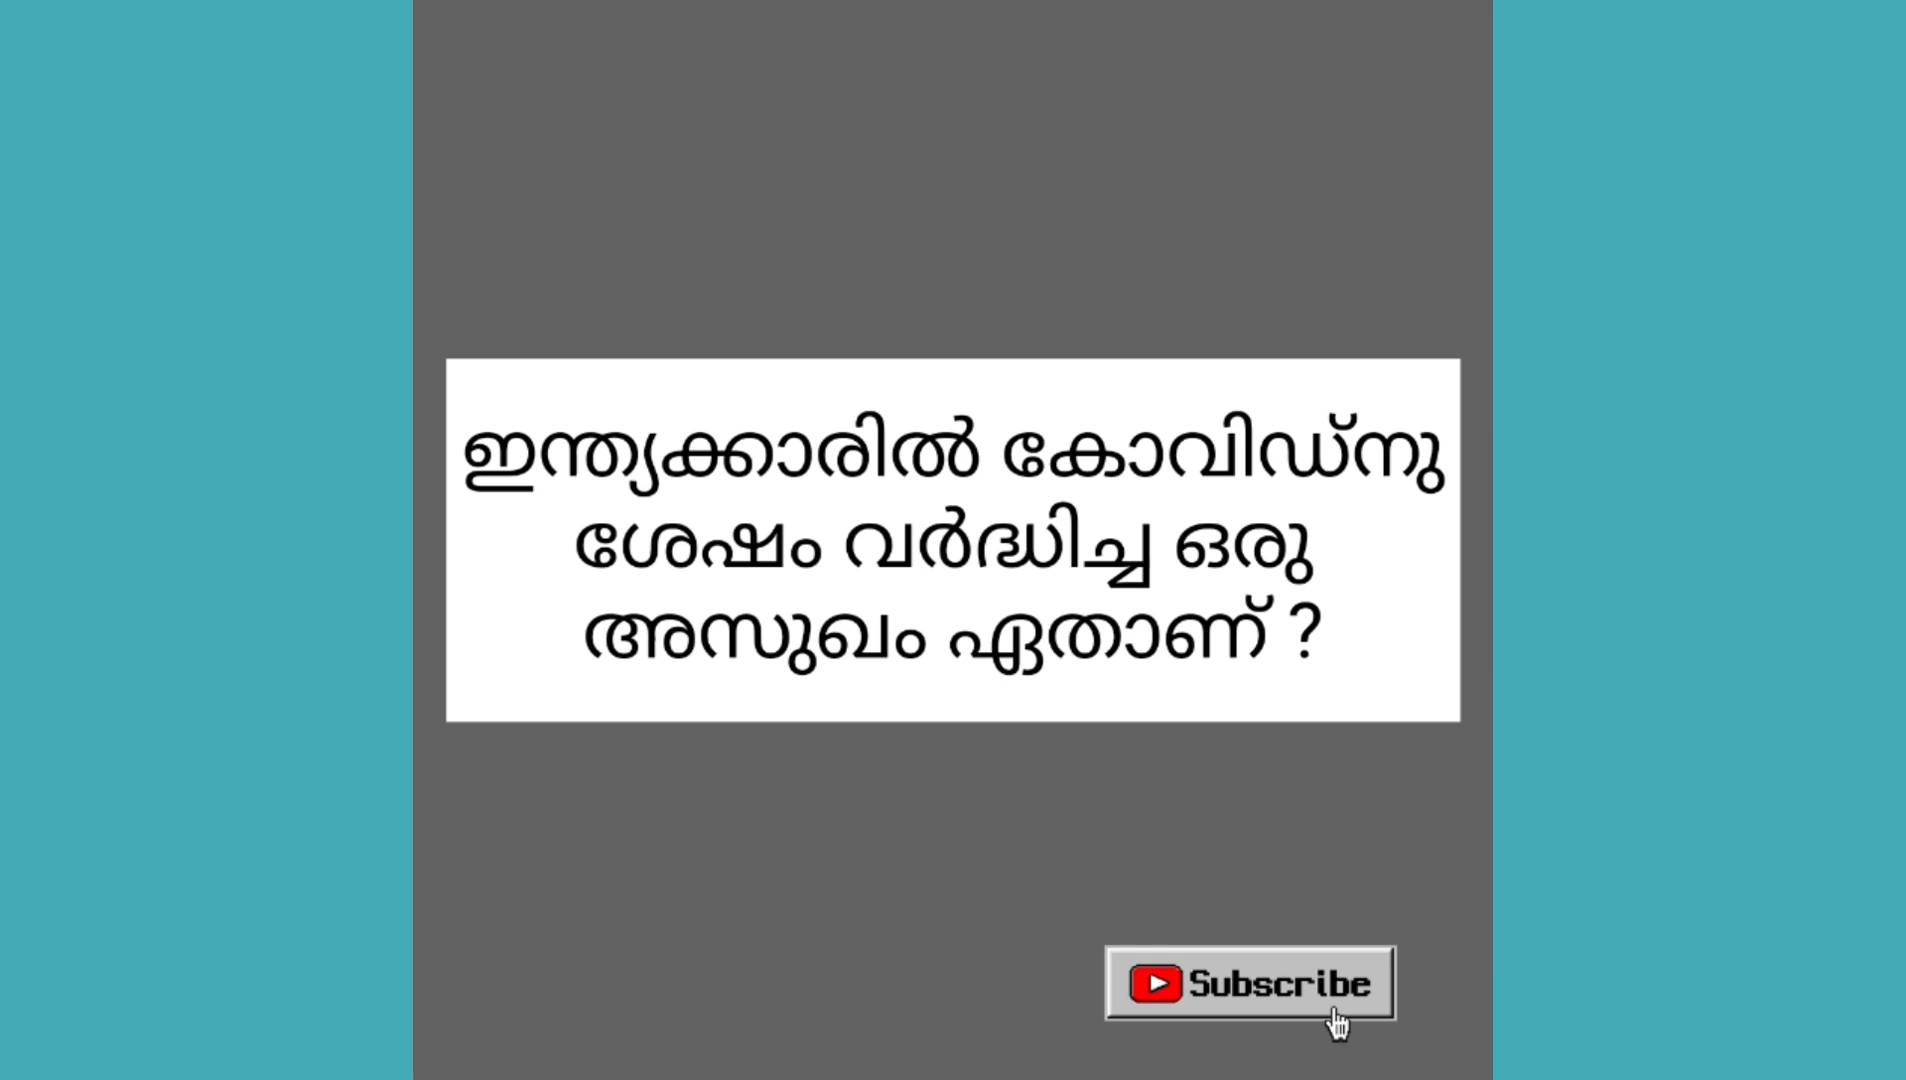 ഇന്ത്യക്കാരിൽ കോവിഡ്നു
ശേഷം വർദ്ധിച്ച ഒരു
അസുഖം ഏതാണ് ?
Subscribe